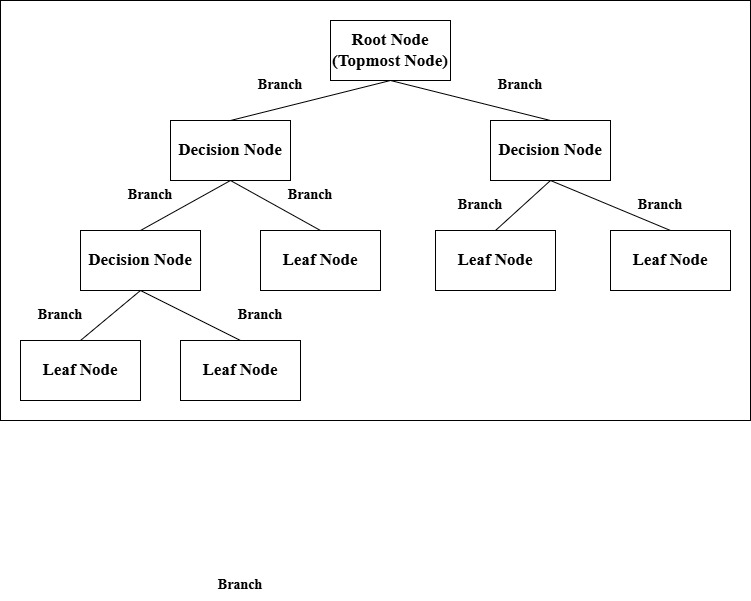 Root Node
(Topmost Node)
Branch
Branch
Decision Node
Decision Node
Branch
Branch
Branch
Branch
Decision Node
Leaf Node
Leaf Node
Leaf Node
Branch
Branch
Leaf Node
Leaf Node
Branch